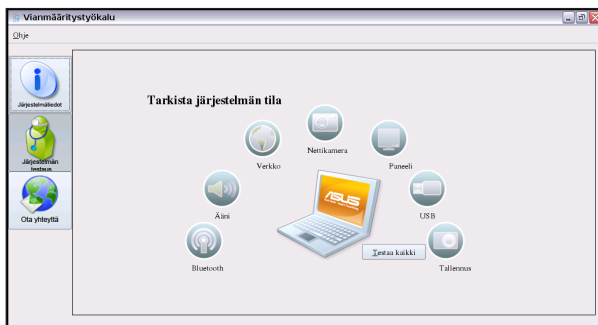 Vianmääritystyökalu
Ohje
Järjestelmätiedot
Järjestelmän
testaus
Ota yhteyttä
Tarkista järjestelmän tila
Nettikamera
Verkko
Paneeli
Ääni
USB
Bluetooth
Tallennus
Testaa kaikki
ASUS